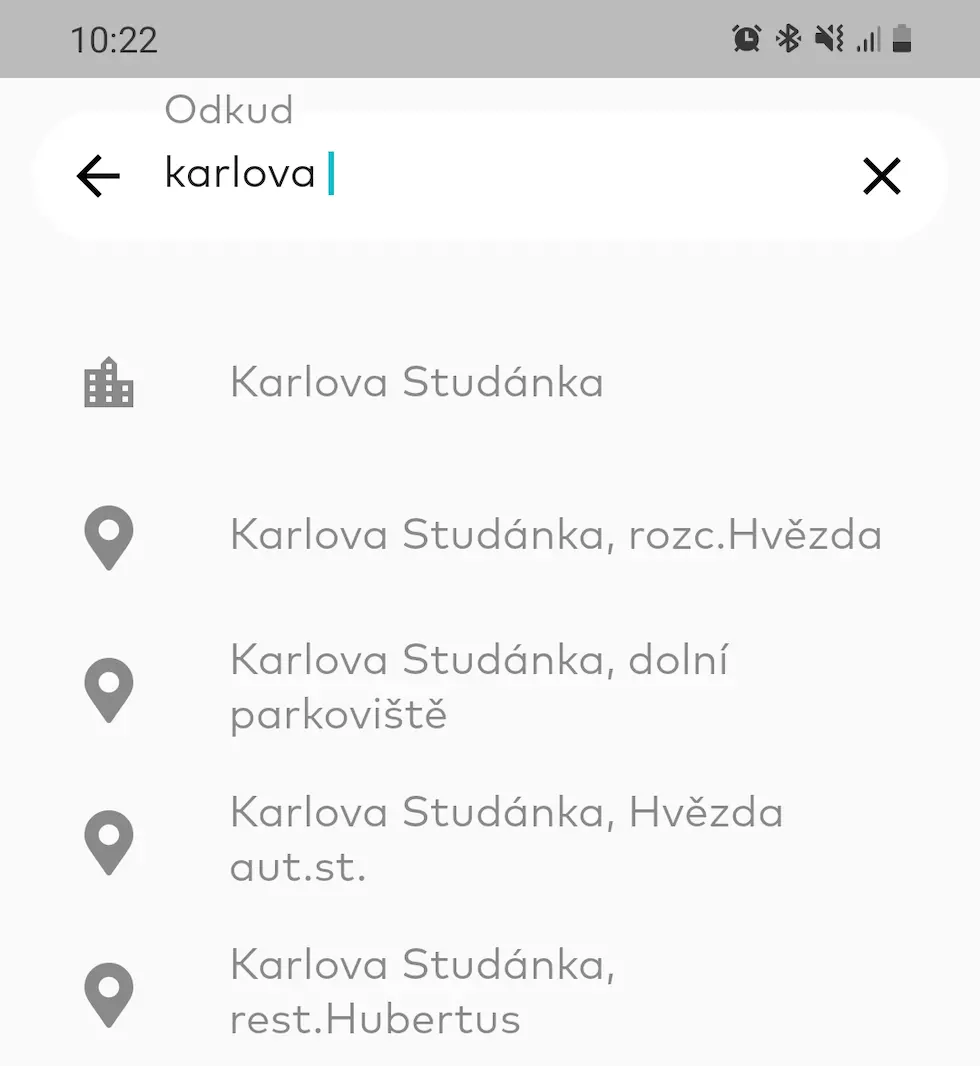 10:22
Odkud
karlova
Karlova Studánka
Karlova Studánka, rozc.Hvězda
Karlova Studánka, dolní
parkoviště
Karlova Studánka, Hvězda
aut.st.
Karlova Studánka,
rest.Hubertus